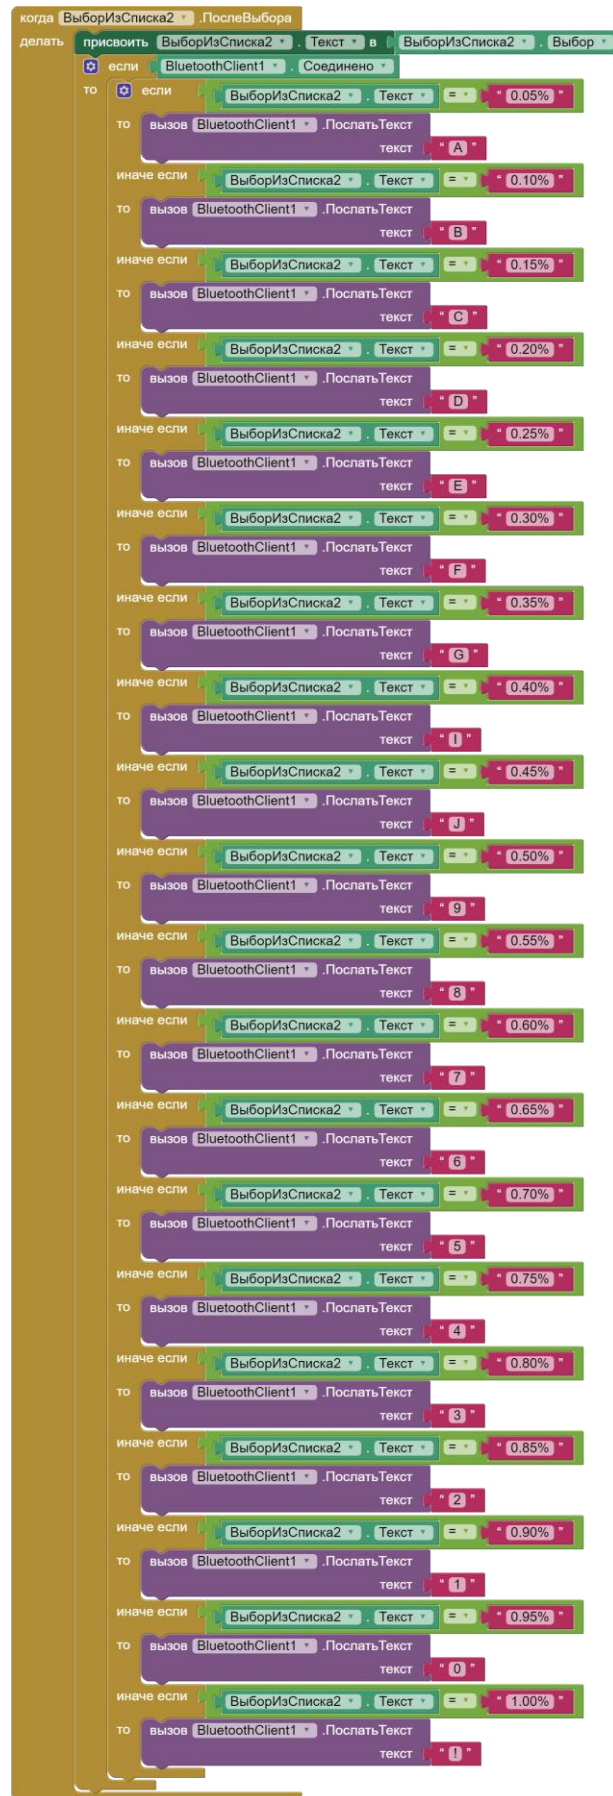 когда ВыборИзСписка2 .ПослеВыбора
делать присвоить ВыборИзСписка2 . Текст в ВыборИзСписка2 . Выбор
если BluetoothClient1 . Соединено
то если ВыборИзСписка2 . Текст = " 0.05% "
то вызов BluetoothClient1 .ПослатьТекст
текст " A "
иначе если ВыборИзСписка2 . Текст = " 0.10% "
то вызов BluetoothClient1 .ПослатьТекст
текст " B "
иначе если ВыборИзСписка2 . Текст = " 0.15% "
то вызов BluetoothClient1 .ПослатьТекст
текст " C "
иначе если ВыборИзСписка2 . Текст = " 0.20% "
то вызов BluetoothClient1 .ПослатьТекст
текст " D "
иначе если ВыборИзСписка2 . Текст = " 0.25% "
то вызов BluetoothClient1 .ПослатьТекст
текст " E "
иначе если ВыборИзСписка2 . Текст = " 0.30% "
то вызов BluetoothClient1 .ПослатьТекст
текст " F "
иначе если ВыборИзСписка2 . Текст = " 0.35% "
то вызов BluetoothClient1 .ПослатьТекст
текст " G "
иначе если ВыборИзСписка2 . Текст = " 0.40% "
то вызов BluetoothClient1 .ПослатьТекст
текст " I "
иначе если ВыборИзСписка2 . Текст = " 0.45% "
то вызов BluetoothClient1 .ПослатьТекст
текст " J "
иначе если ВыборИзСписка2 . Текст = " 0.50% "
то вызов BluetoothClient1 .ПослатьТекст
текст " 9 "
иначе если ВыборИзСписка2 . Текст = " 0.55% "
то вызов BluetoothClient1 .ПослатьТекст
текст " 8 "
иначе если ВыборИзСписка2 . Текст = " 0.60% "
то вызов BluetoothClient1 .ПослатьТекст
текст " 7 "
иначе если ВыборИзСписка2 . Текст = " 0.65% "
то вызов BluetoothClient1 .ПослатьТекст
текст " 6 "
иначе если ВыборИзСписка2 . Текст = " 0.70% "
то вызов BluetoothClient1 .ПослатьТекст
текст " 5 "
иначе если ВыборИзСписка2 . Текст = " 0.75% "
то вызов BluetoothClient1 .ПослатьТекст
текст " 4 "
иначе если ВыборИзСписка2 . Текст = " 0.80% "
то вызов BluetoothClient1 .ПослатьТекст
текст " 3 "
иначе если ВыборИзСписка2 . Текст = " 0.85% "
то вызов BluetoothClient1 .ПослатьТекст
текст " 2 "
иначе если ВыборИзСписка2 . Текст = " 0.90% "
то вызов BluetoothClient1 .ПослатьТекст
текст " 1 "
иначе если ВыборИзСписка2 . Текст = " 0.95% "
то вызов BluetoothClient1 .ПослатьТекст
текст " 0 "
иначе если ВыборИзСписка2 . Текст = " 1.00% "
то вызов BluetoothClient1 .ПослатьТекст
текст " ! "